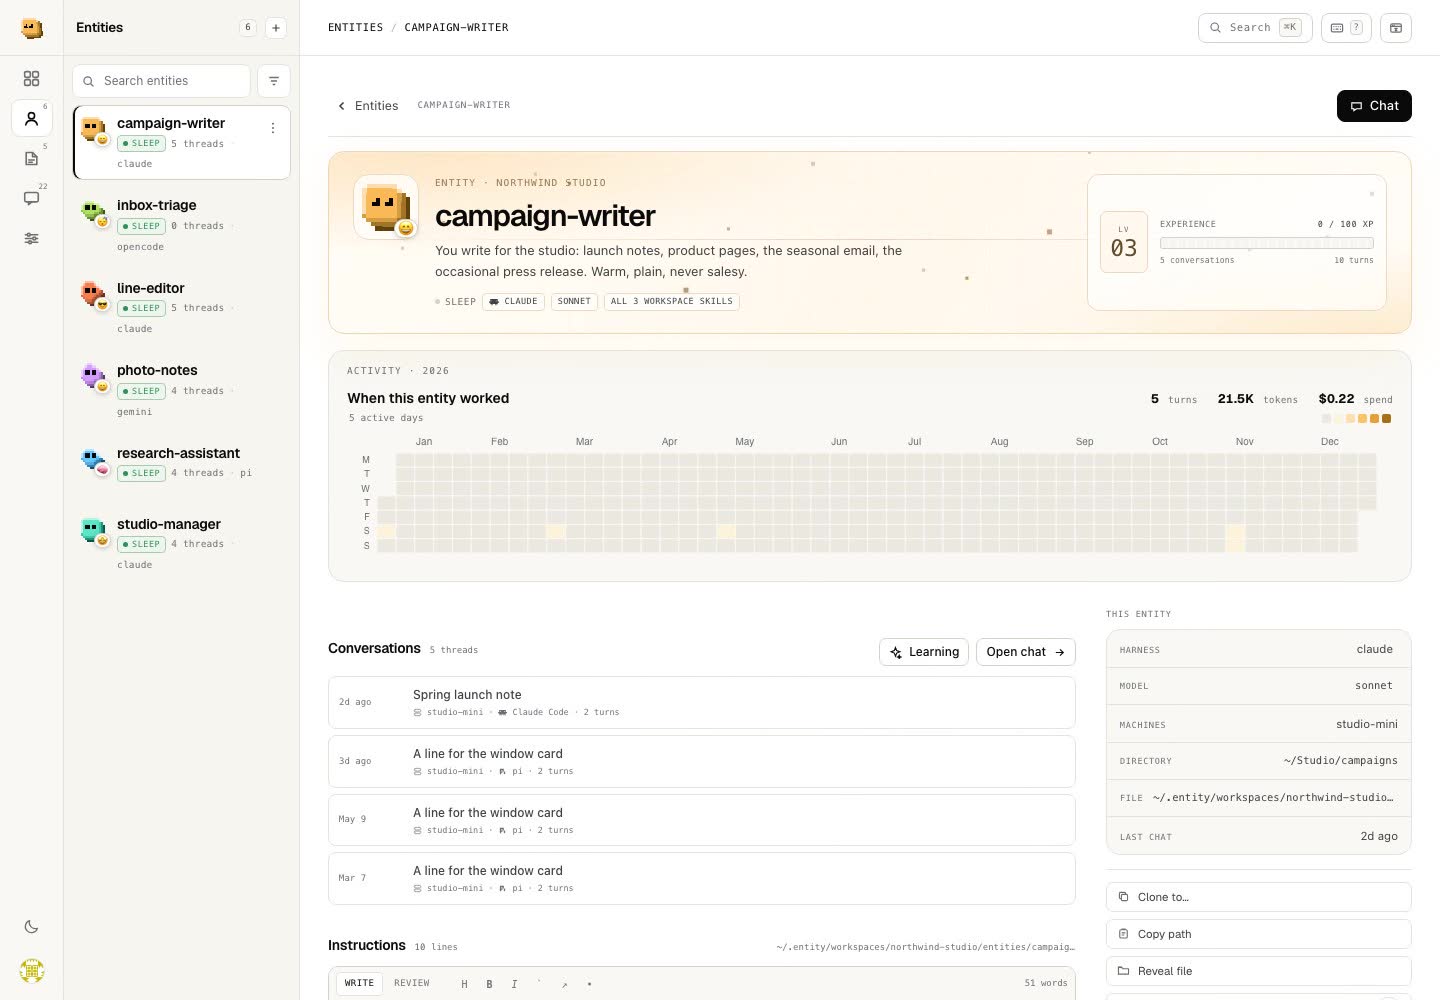 Entities
6
+
ENTITIES / CAMPAIGN-WRITER
Search ⌘K
?
Search entities
6
5
22
campaign-writer
SLEEP 5 threads ·
claude
inbox-triage
SLEEP 0 threads ·
opencode
line-editor
SLEEP 5 threads ·
claude
photo-notes
SLEEP 4 threads ·
gemini
research-assistant
SLEEP 4 threads · pi
studio-manager
SLEEP 4 threads ·
claude
Entities CAMPAIGN-WRITER
Chat
ENTITY · NORTHWIND STUDIO
campaign-writer
You write for the studio: launch notes, product pages, the seasonal email, the
occasional press release. Warm, plain, never salesy.
SLEEP CLAUDE SONNET ALL 3 WORKSPACE SKILLS
LV
03
EXPERIENCE 0 / 100 XP
5 conversations 10 turns
ACTIVITY · 2026
When this entity worked
5 active days
5 turns 21.5K tokens $0.22 spend
Jan Feb Mar Apr May Jun Jul Aug Sep Oct Nov Dec
M
T
W
T
F
S
S
Conversations 5 threads
Learning
Open chat →
2d ago
Spring launch note
studio-mini · Claude Code · 2 turns
3d ago
A line for the window card
studio-mini · pi · 2 turns
May 9
A line for the window card
studio-mini · pi · 2 turns
Mar 7
A line for the window card
studio-mini · pi · 2 turns
Instructions 10 lines
~/.entity/workspaces/northwind-studio/entities/campaig…
WRITE REVIEW H B I ` ↗ •
51 words
THIS ENTITY
HARNESS claude
MODEL sonnet
MACHINES studio-mini
DIRECTORY ~/Studio/campaigns
FILE ~/.entity/workspaces/northwind-studio…
LAST CHAT 2d ago
Clone to…
Copy path
Reveal file